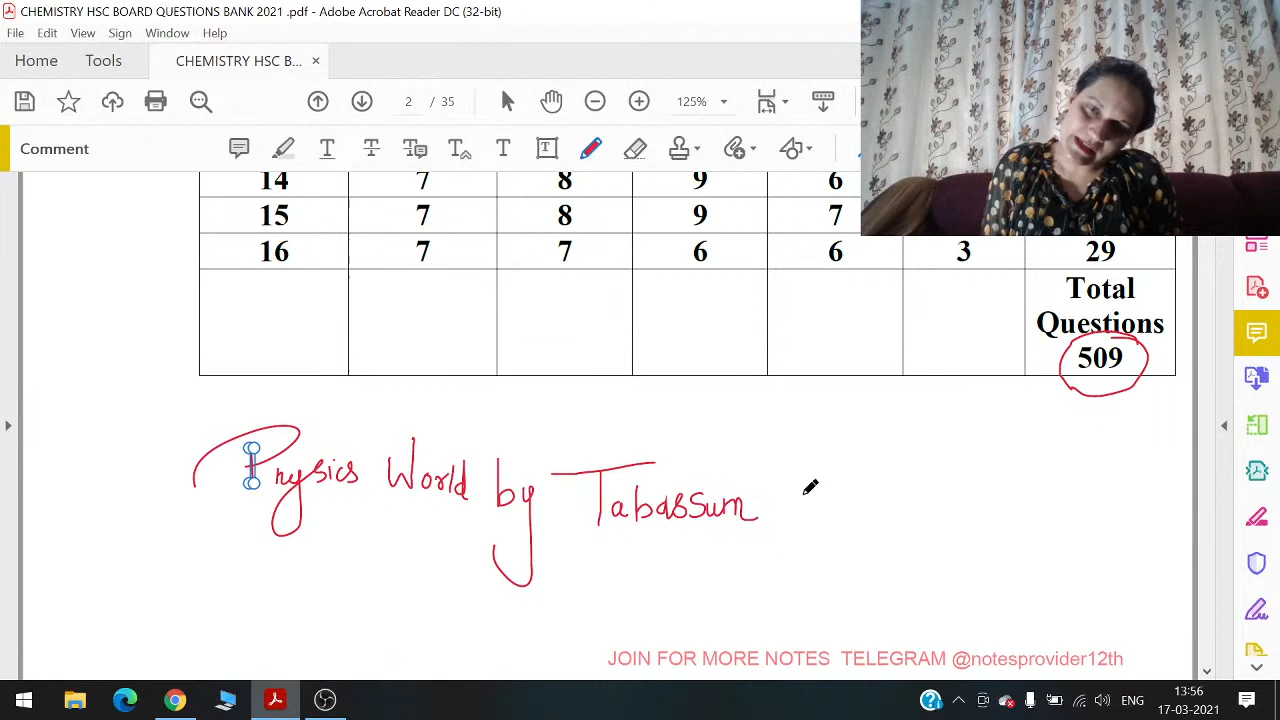 CHEMISTRY HSC BOARD QUESTIONS BANK 2021 .pdf - Adobe Acrobat Reader DC (32-bit)
File Edit View Sign Window Help
Home Tools CHEMISTRY HSC B... ×
2 / 35 125%
Comment
14 7 8 9 6
15 7 8 9 7
16 7 7 6 6 3 29
Total
Questions
509
Physics World by Tabassum
JOIN FOR MORE NOTES TELEGRAM @notesprovider12th
ENG
13:56
17-03-2021